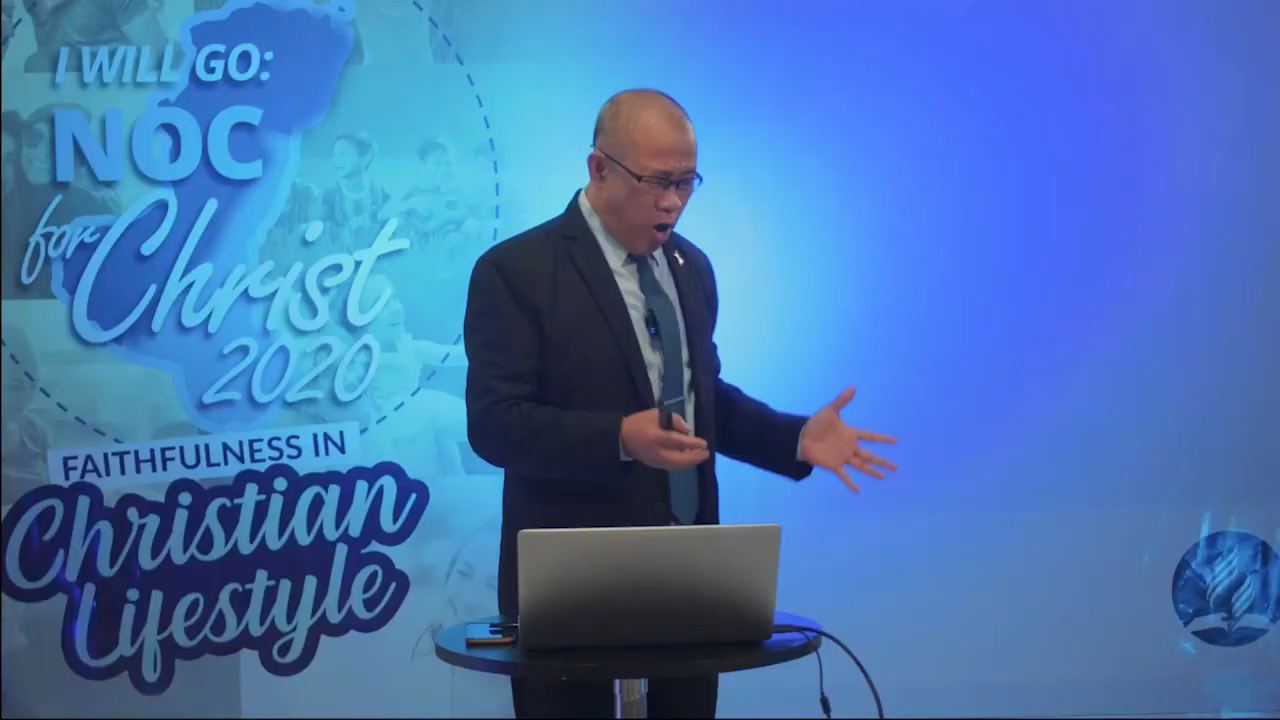 I WILL GO:
NOC
for Christ
2020
FAITHFULNESS IN
Christian
Lifestyle